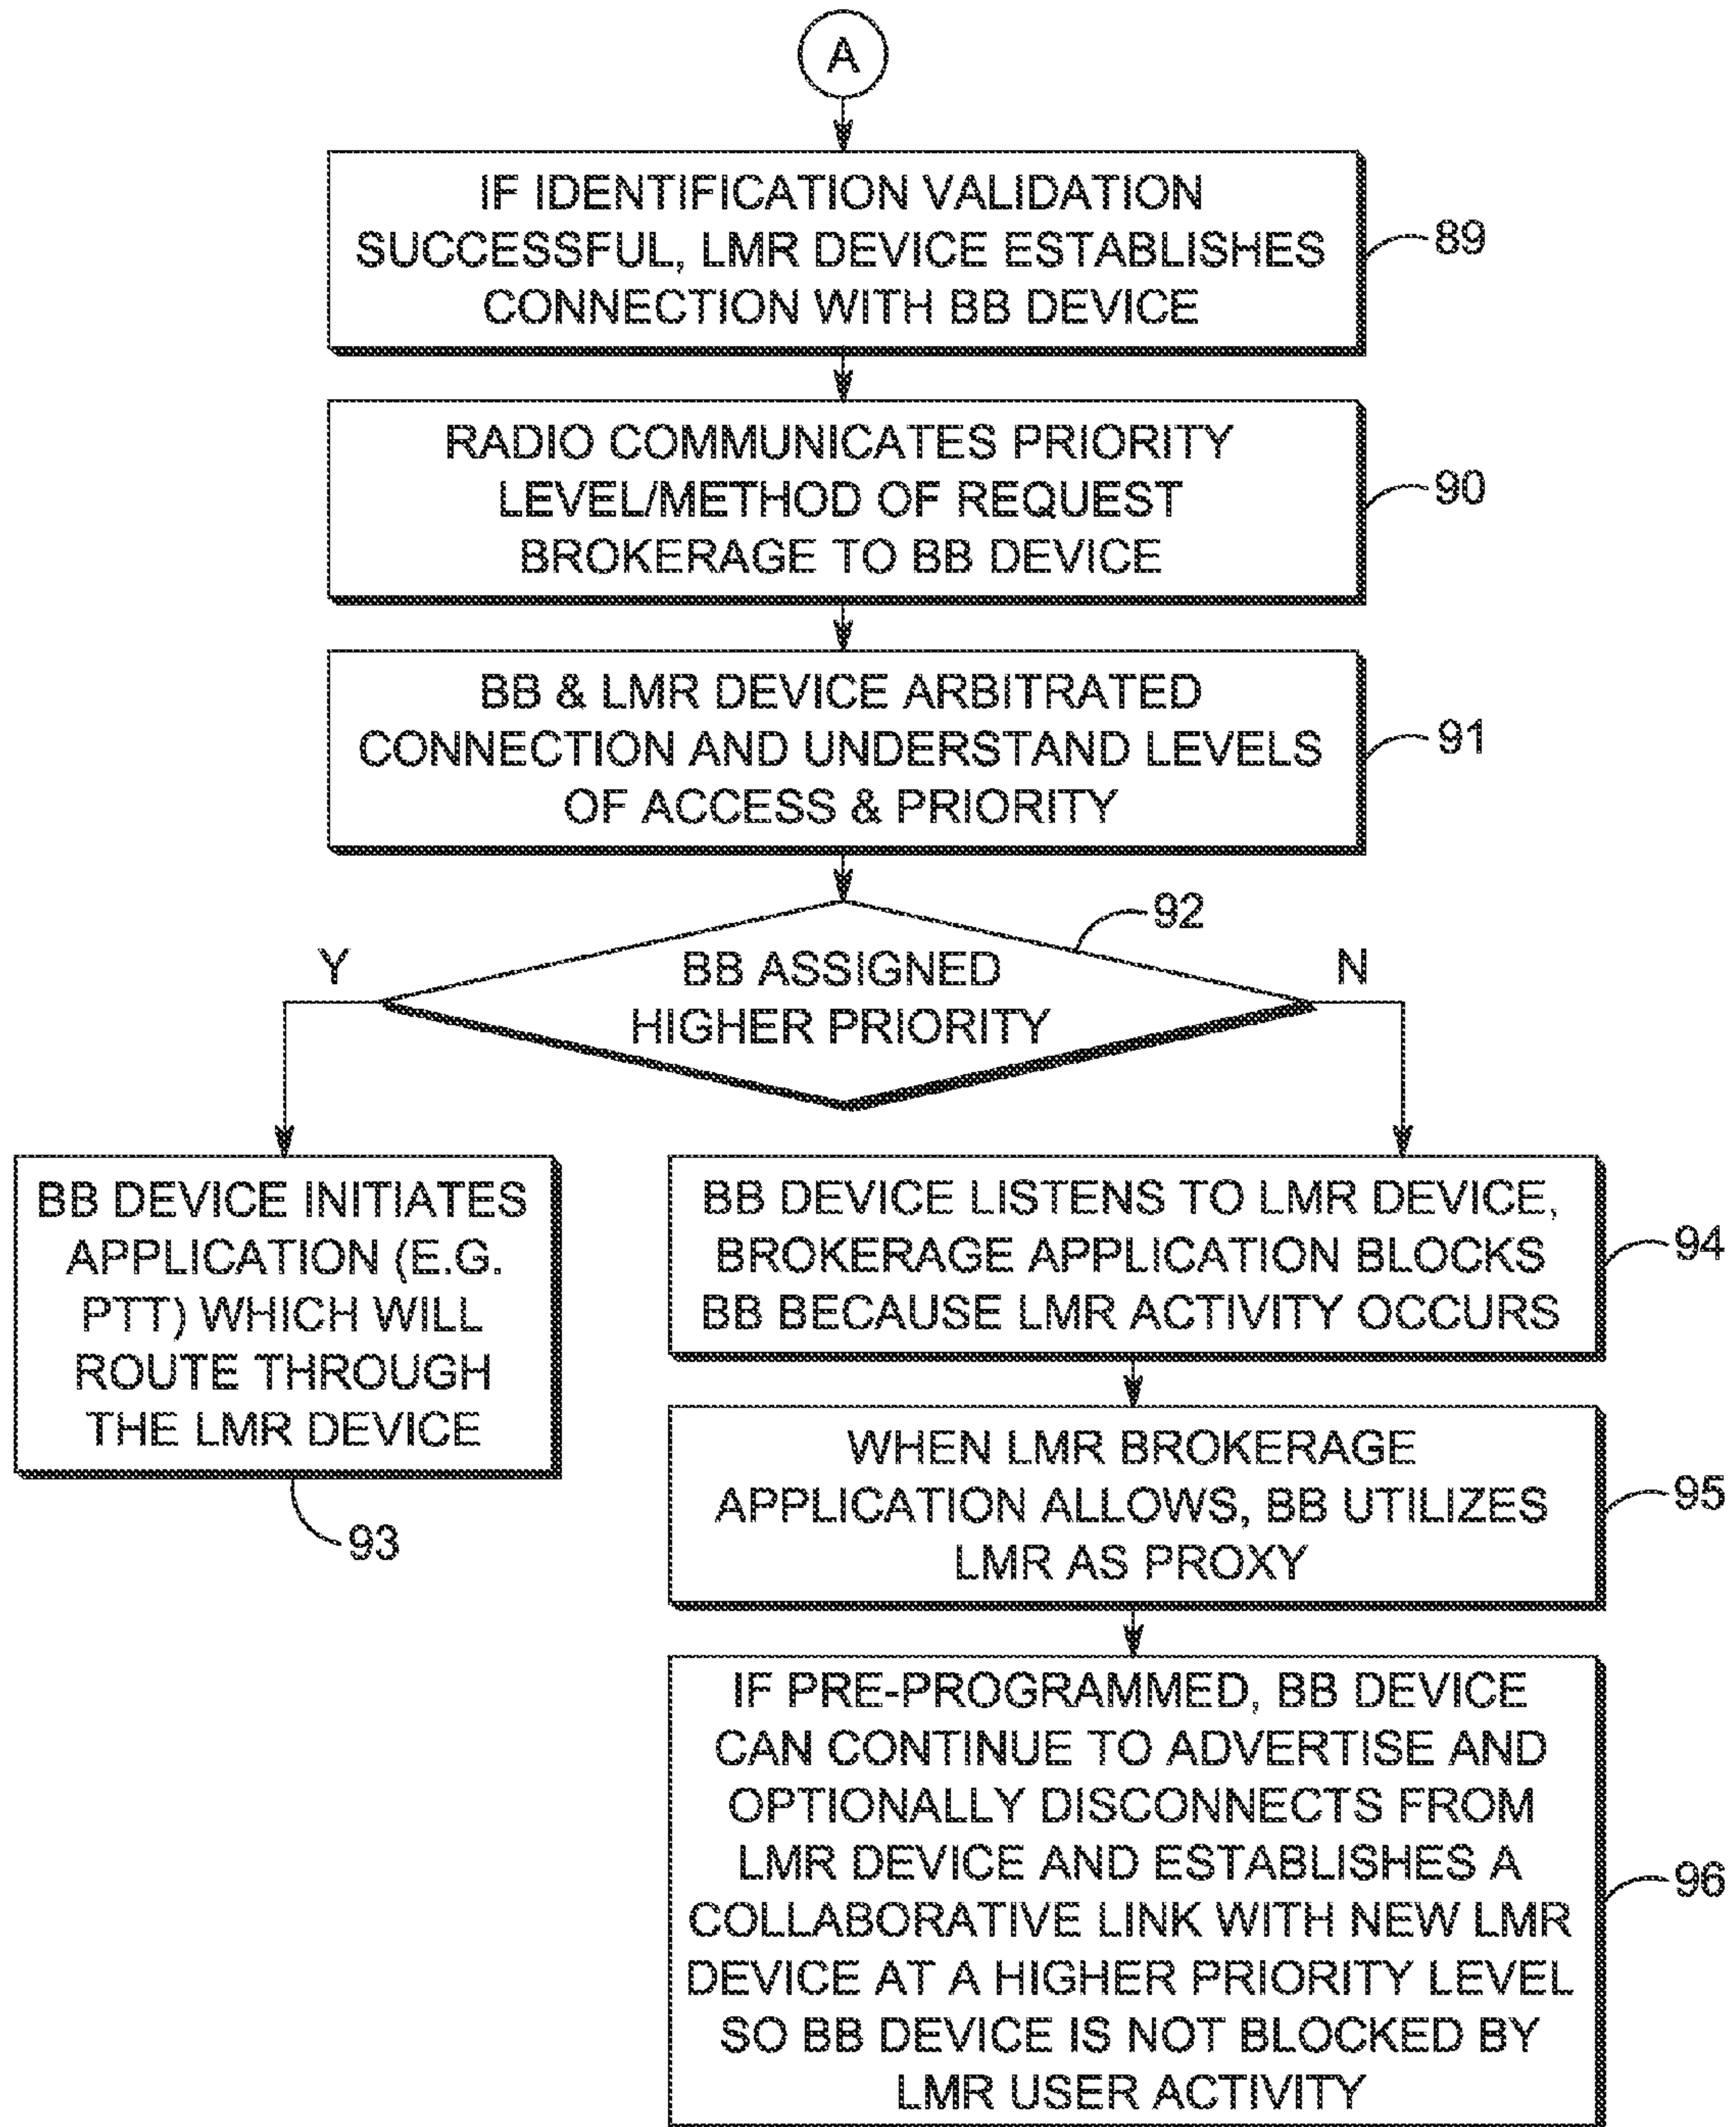 A
IF IDENTIFICATION VALIDATION
SUCCESSFUL, LMR DEVICE ESTABLISHES
CONNECTION WITH BB DEVICE
89
RADIO COMMUNICATES PRIORITY
LEVEL/METHOD OF REQUEST
BROKERAGE TO BB DEVICE
90
BB & LMR DEVICE ARBITRATED
CONNECTION AND UNDERSTAND LEVELS
OF ACCESS & PRIORITY
91
92
Y
BB ASSIGNED
HIGHER PRIORITY
N
BB DEVICE INITIATES
APPLICATION (E.G.
PTT) WHICH WILL
ROUTE THROUGH
THE LMR DEVICE
93
BB DEVICE LISTENS TO LMR DEVICE,
BROKERAGE APPLICATION BLOCKS
BB BECAUSE LMR ACTIVITY OCCURS
94
WHEN LMR BROKERAGE
APPLICATION ALLOWS, BB UTILIZES
LMR AS PROXY
95
IF PRE-PROGRAMMED, BB DEVICE
CAN CONTINUE TO ADVERTISE AND
OPTIONALLY DISCONNECTS FROM
LMR DEVICE AND ESTABLISHES A
COLLABORATIVE LINK WITH NEW LMR
DEVICE AT A HIGHER PRIORITY LEVEL
SO BB DEVICE IS NOT BLOCKED BY
LMR USER ACTIVITY
96